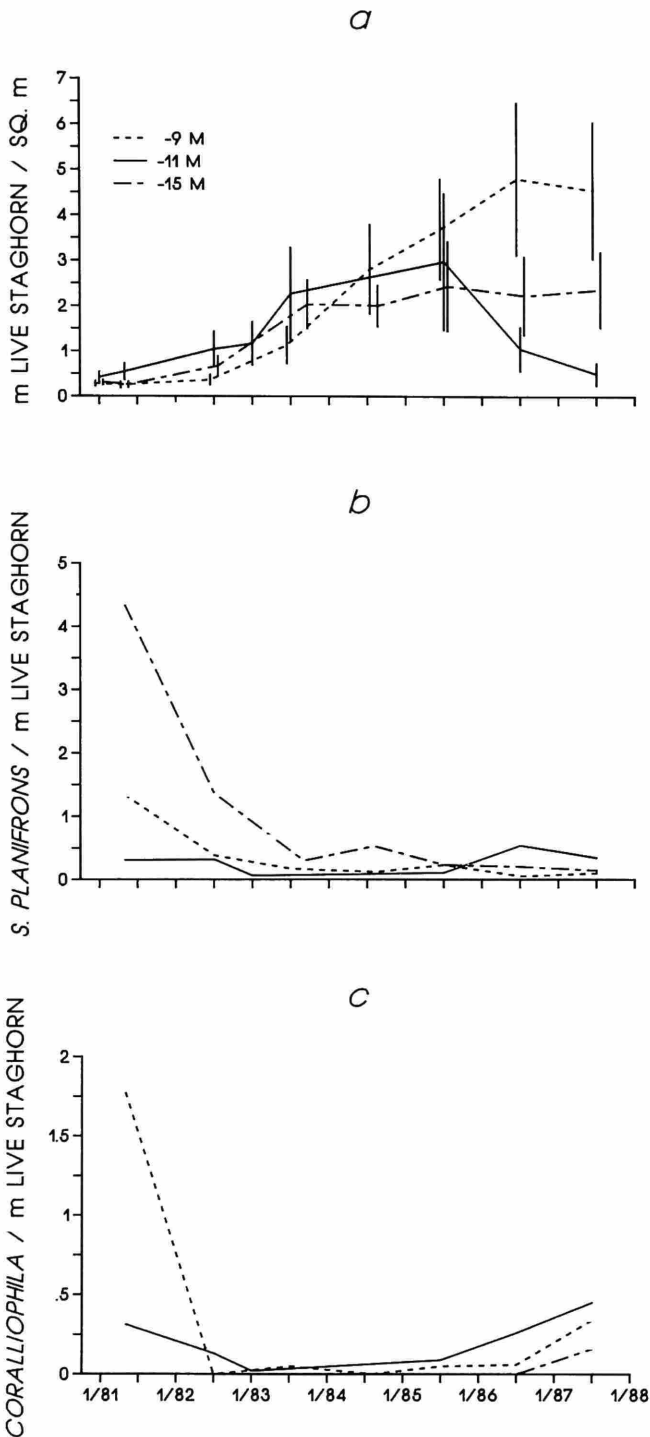 a
m LIVE STAGHORN / SQ. m
7
6
5
4
3
2
1
0
-9 M
-11 M
-15 M
b
S. PLANIFRONS / m LIVE STAGHORN
5
4
3
2
1
0
c
CORALLIOPHILA / m LIVE STAGHORN
2
1.5
1
.5
0
1/81 1/82 1/83 1/84 1/85 1/86 1/87 1/88